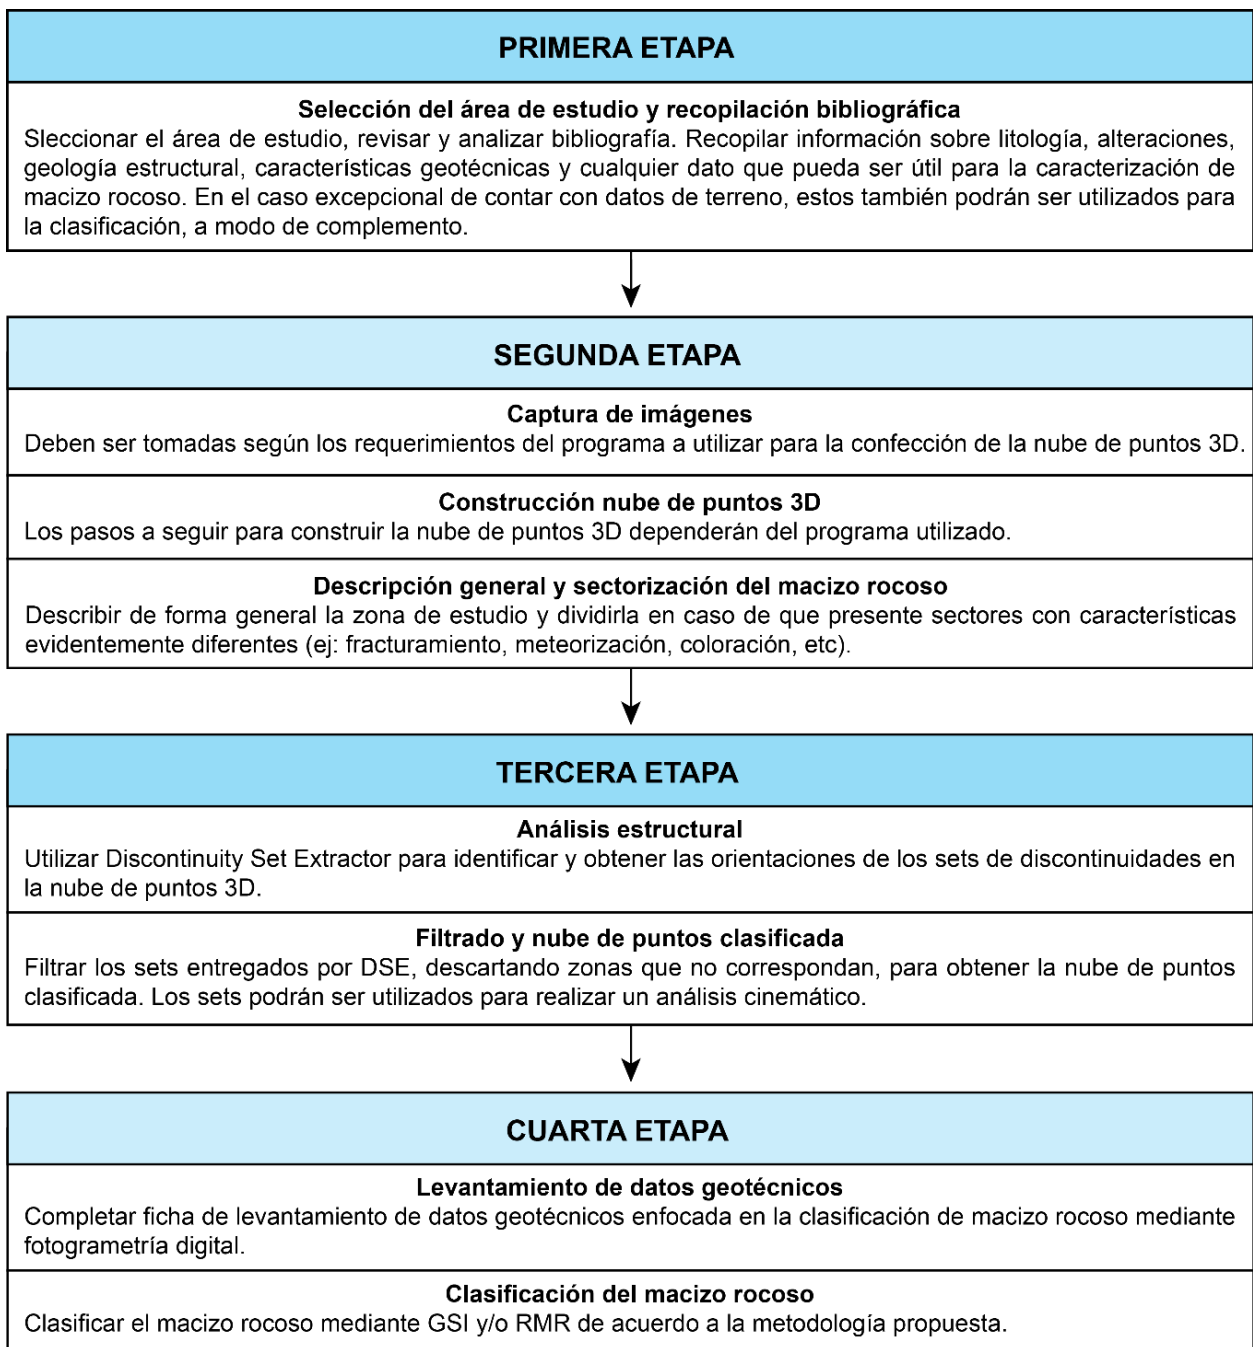 PRIMERA ETAPA
Selección del área de estudio y recopilación bibliográfica
Sleccionar el área de estudio, revisar y analizar bibliografía. Recopilar información sobre litología, alteraciones,
geología estructural, características geotécnicas y cualquier dato que pueda ser útil para la caracterización de
macizo rocoso. En el caso excepcional de contar con datos de terreno, estos también podrán ser utilizados para
la clasificación, a modo de complemento.
SEGUNDA ETAPA
Captura de imágenes
Deben ser tomadas según los requerimientos del programa a utilizar para la confección de la nube de puntos 3D.
Construcción nube de puntos 3D
Los pasos a seguir para construir la nube de puntos 3D dependerán del programa utilizado.
Descripción general y sectorización del macizo rocoso
Describir de forma general la zona de estudio y dividirla en caso de que presente sectores con características
evidentemente diferentes (ej: fracturamiento, meteorización, coloración, etc).
TERCERA ETAPA
Análisis estructural
Utilizar Discontinuity Set Extractor para identificar y obtener las orientaciones de los sets de discontinuidades en
la nube de puntos 3D.
Filtrado y nube de puntos clasificada
Filtrar los sets entregados por DSE, descartando zonas que no correspondan, para obtener la nube de puntos
clasificada. Los sets podrán ser utilizados para realizar un análisis cinemático.
CUARTA ETAPA
Levantamiento de datos geotécnicos
Completar ficha de levantamiento de datos geotécnicos enfocada en la clasificación de macizo rocoso mediante
fotogrametría digital.
Clasificación del macizo rocoso
Clasificar el macizo rocoso mediante GSI y/o RMR de acuerdo a la metodología propuesta.